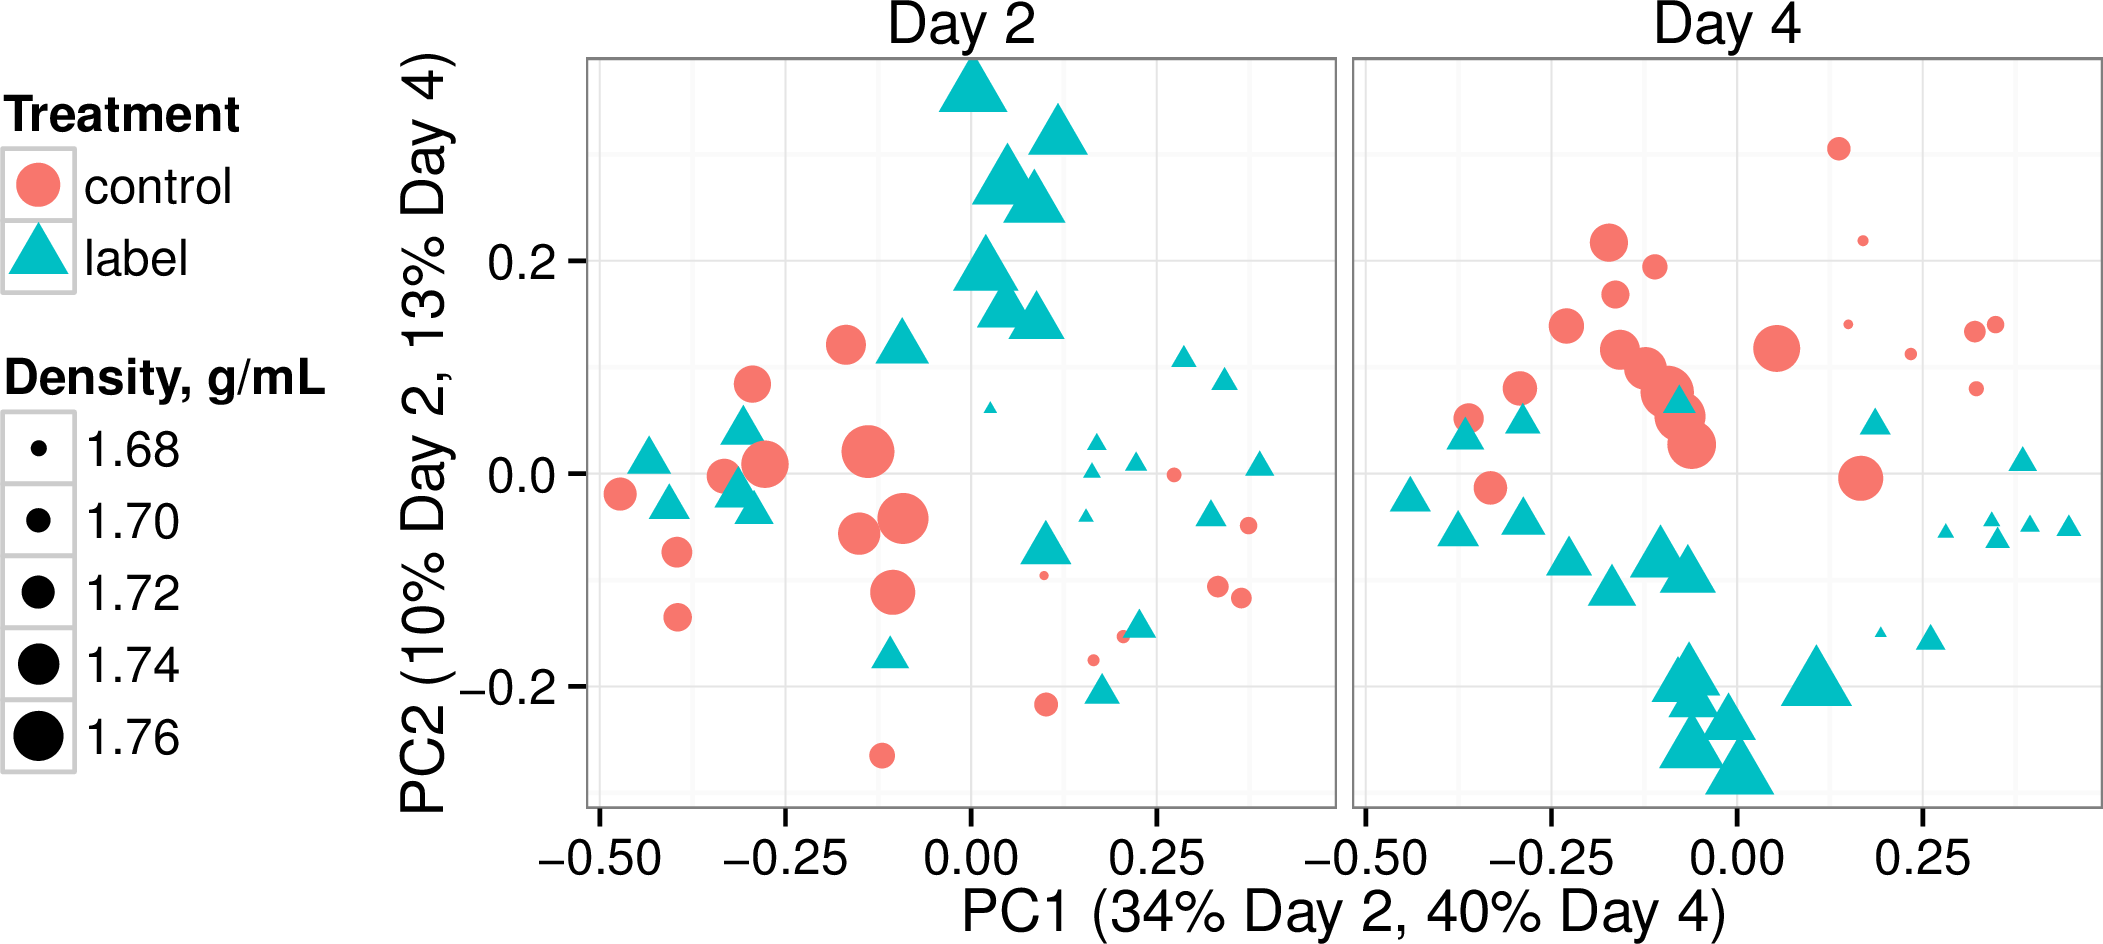 Day 2
Day 4
Treatment
control
label
Density, g/mL
1.68
1.70
1.72
1.74
1.76
PC2 (10% Day 2, 13% Day 4)
0.2
0.0
−0.2
−0.50 −0.25 0.00 0.25
−0.50 −0.25 0.00 0.25
PC1 (34% Day 2, 40% Day 4)